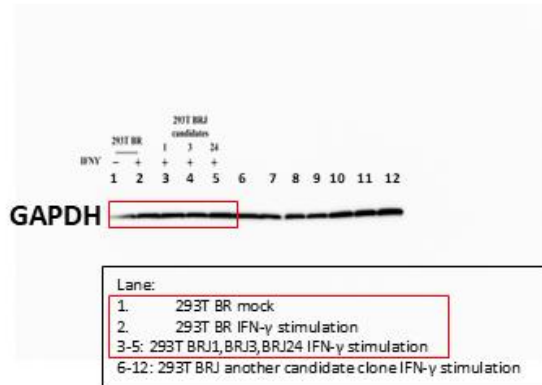 293T BRJ
candidates
293T BR
1 3 24
IFNY - + + + +
1 2 3 4 5 6 7 8 9 10 11 12
GAPDH
Lane:
1. 293T BR mock
2. 293T BR IFN-γ stimulation
3-5: 293T BRJ1,BRJ3,BRJ24 IFN-γ stimulation
6-12: 293T BRJ another candidate clone IFN-γ stimulation